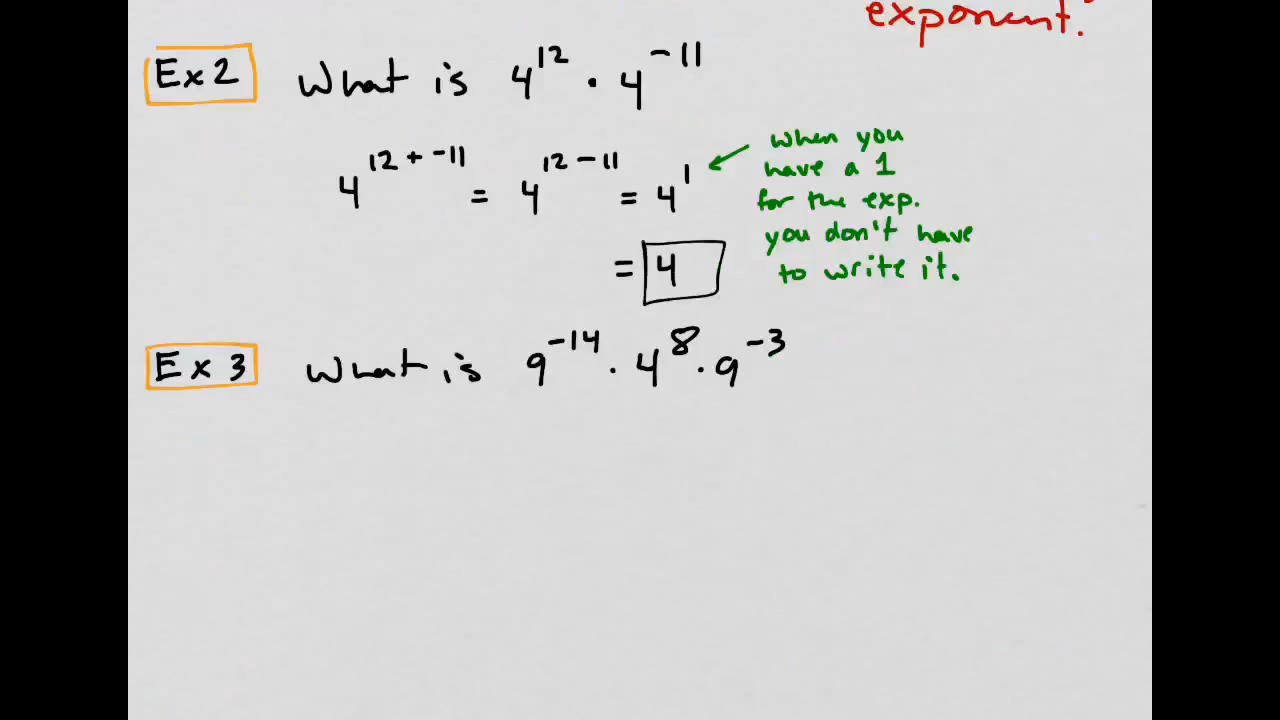 exponent.
Ex 2 What is 4^12 · 4^-11
4^12 + -11 = 4^12 - 11 = 4^1
= 4
when you
have a 1
for the exp.
you don't have
to write it.
Ex 3 What is 9^-14 · 4^8 · 9^-3